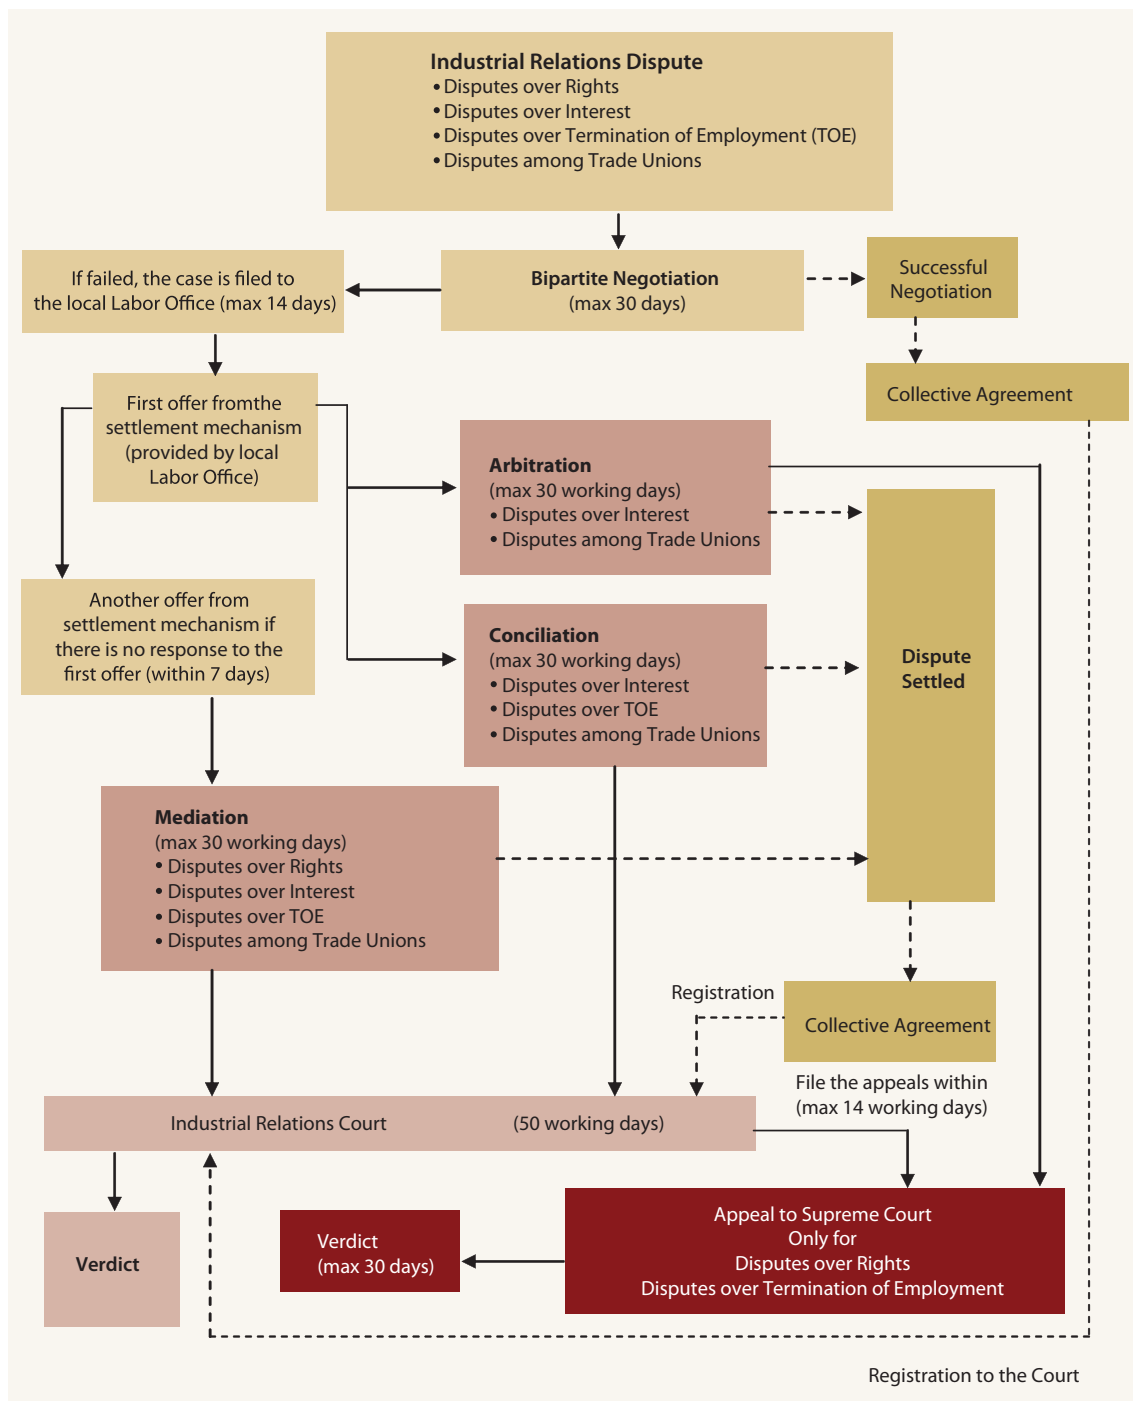 Industrial Relations Dispute
• Disputes over Rights
• Disputes over Interest
• Disputes over Termination of Employment (TOE)
• Disputes among Trade Unions
If failed, the case is filed to
the local Labor Office (max 14 days)
Bipartite Negotiation
(max 30 days)
Successful
Negotiation
Collective Agreement
First offer fromthe
settlement mechanism
(provided by local
Labor Office)
Arbitration
(max 30 working days)
• Disputes over Interest
• Disputes among Trade Unions
Another offer from
settlement mechanism if
there is no response to the
first offer (within 7 days)
Conciliation
(max 30 working days)
• Disputes over Interest
• Disputes over TOE
• Disputes among Trade Unions
Dispute
Settled
Mediation
(max 30 working days)
• Disputes over Rights
• Disputes over Interest
• Disputes over TOE
• Disputes among Trade Unions
Registration
Collective Agreement
File the appeals within
(max 14 working days)
Industrial Relations Court (50 working days)
Verdict
Verdict
(max 30 days)
Appeal to Supreme Court
Only for
Disputes over Rights
Disputes over Termination of Employment
Registration to the Court